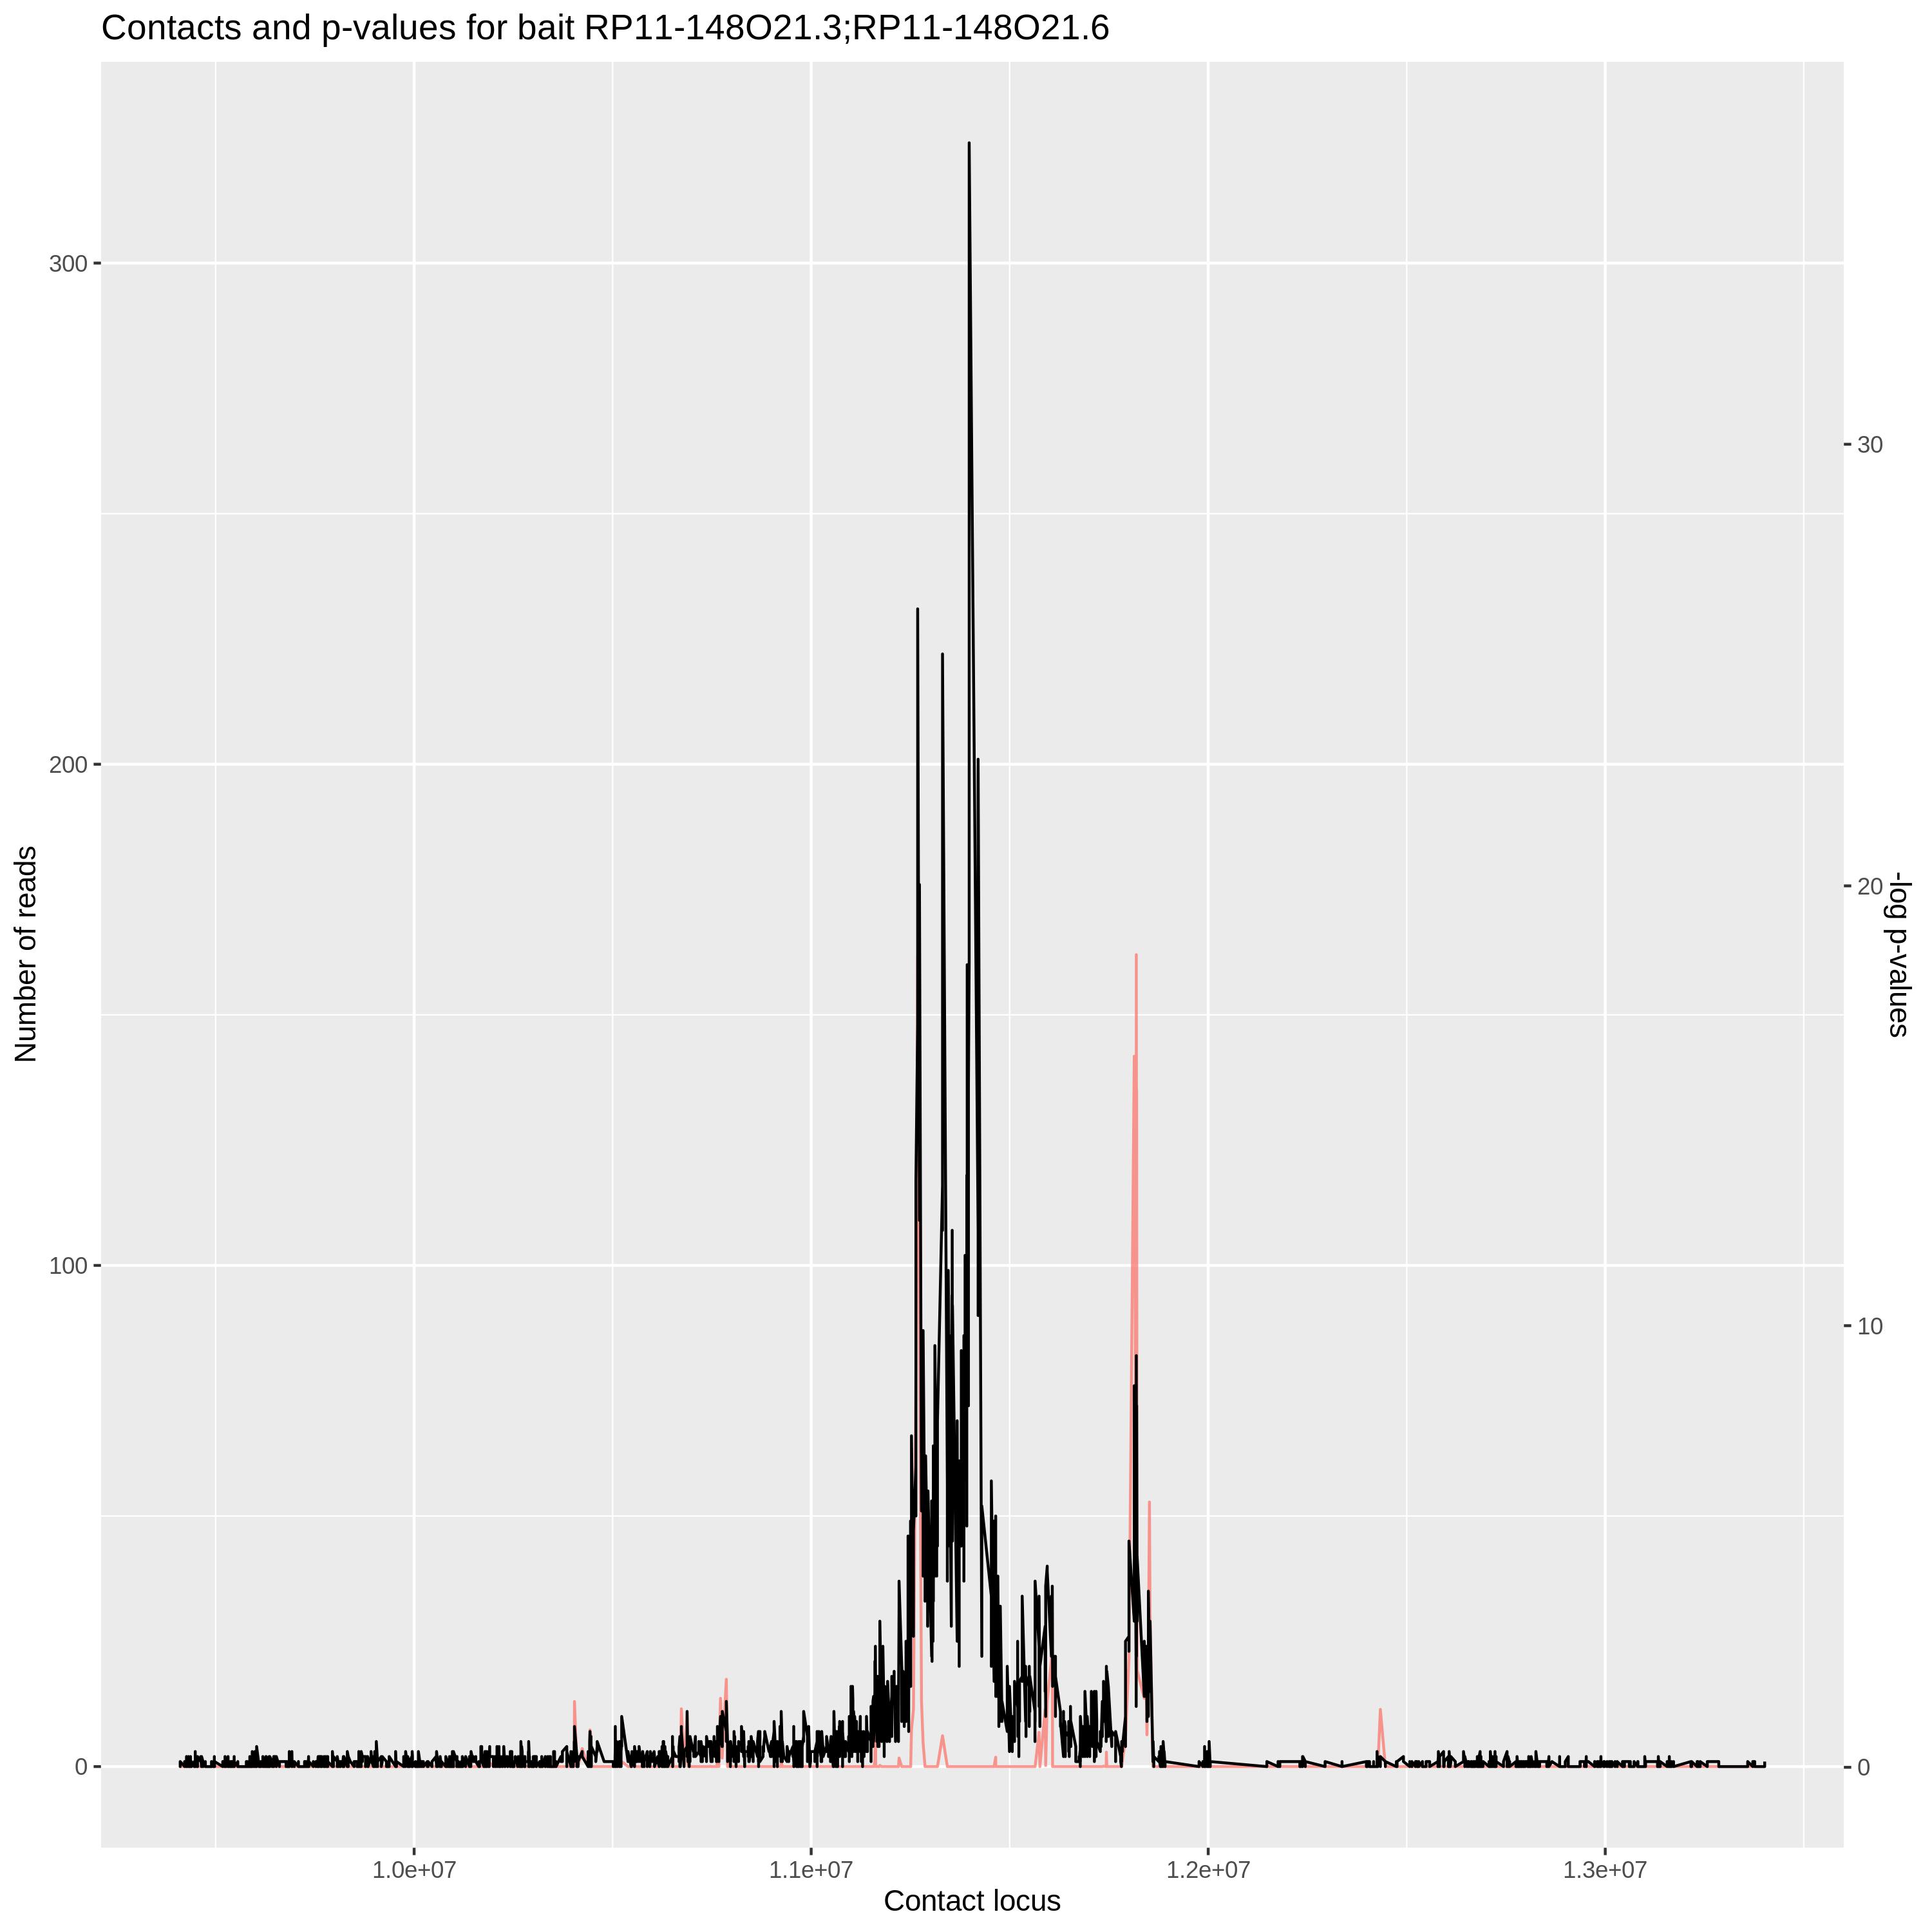 Contacts and p-values for bait RP11-148O21.3;RP11-148O21.6
300
200
100
0
Number of reads
30
20
10
0
-log p-values
1.0e+07
1.1e+07
1.2e+07
1.3e+07
Contact locus